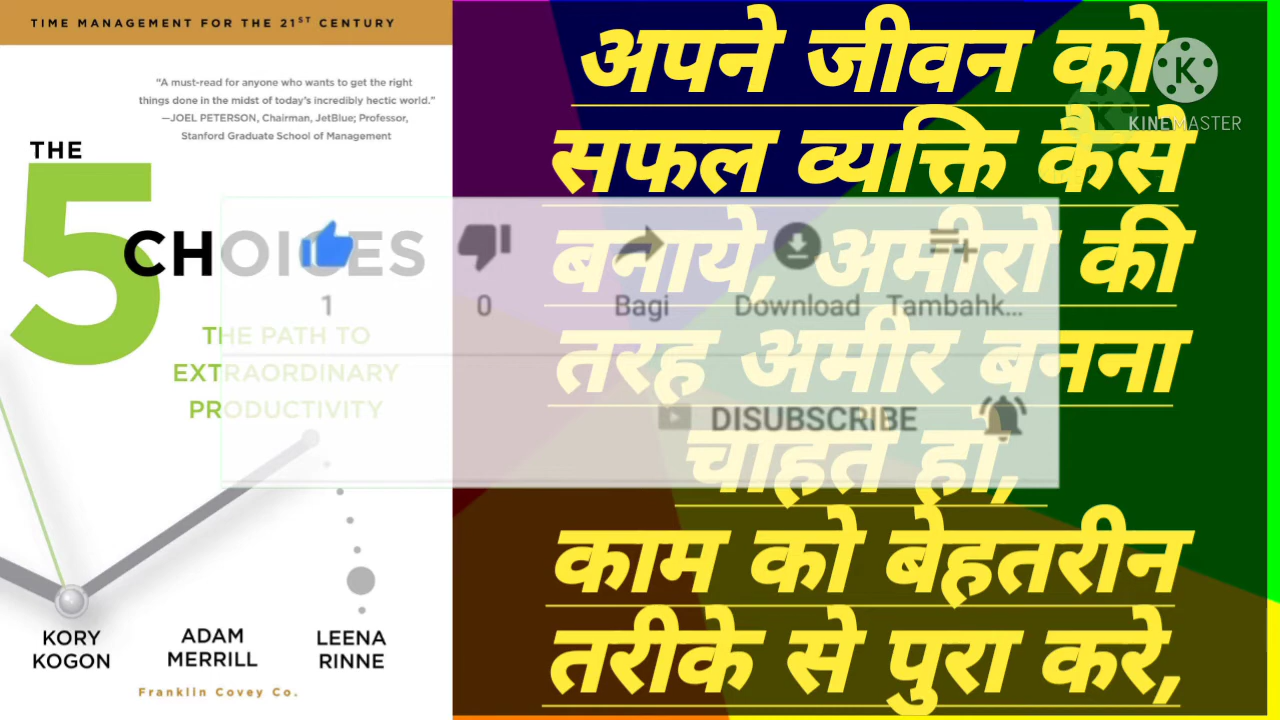 TIME MANAGEMENT FOR THE 21ST CENTURY
"A must-read for anyone who wants to get the right
things done in the midst of today's incredibly hectic world."
—JOEL PETERSON, Chairman, JetBlue; Professor,
Stanford Graduate School of Management
THE
5
CHOICES
THE PATH TO
EXTRAORDINARY
PRODUCTIVITY
KORY
KOGON
ADAM
MERRILL
LEENA
RINNE
Franklin Covey Co.
अपने जीवन को
सफल व्यक्ति कैसे
बनाये, अमीरो की
तरह अमीर बनना
चाहते हो,
काम को बेहतरीन
तरीके से पुरा करे,
K
KINEMASTER
1
0
Bagi
Download
Tambahk...
DISUBSCRIBE